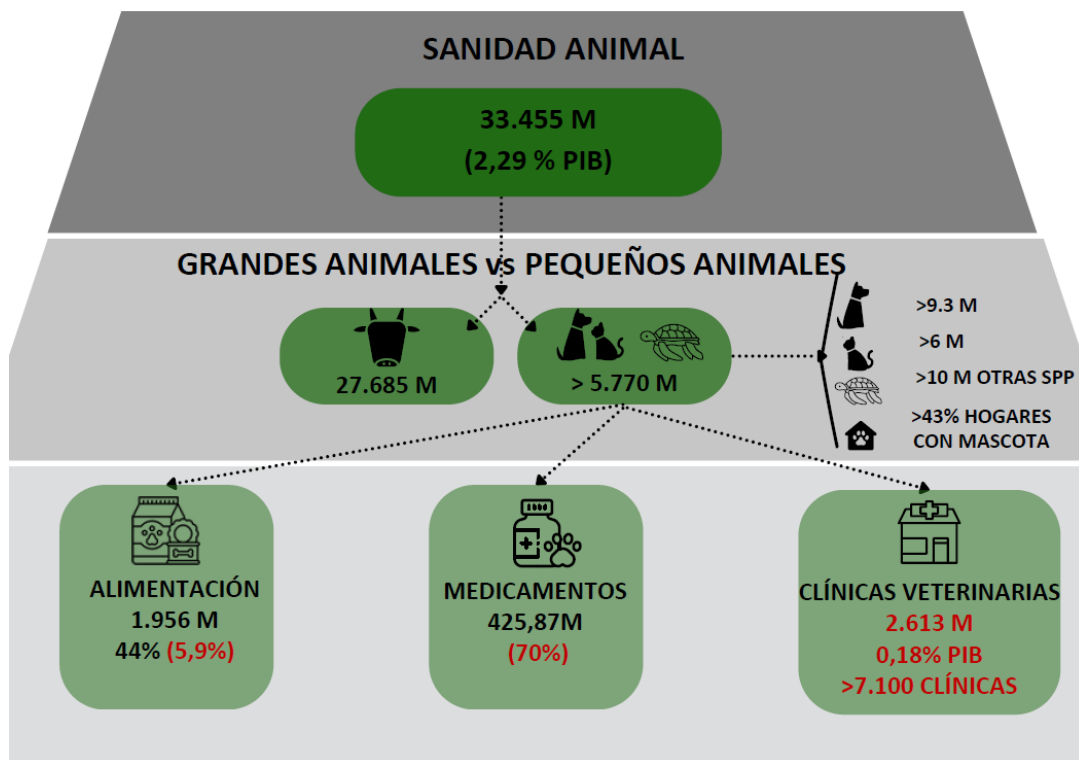 SANIDAD ANIMAL
33.455 M
(2,29 % PIB)
GRANDES ANIMALES vs PEQUEÑOS ANIMALES
27.685 M
> 5.770 M
>9.3 M
>6 M
>10 M OTRAS SPP
>43% HOGARES
CON MASCOTA
ALIMENTACIÓN
1.956 M
44% (5,9%)
MEDICAMENTOS
425,87M
(70%)
CLÍNICAS VETERINARIAS
2.613 M
0,18% PIB
>7.100 CLÍNICAS